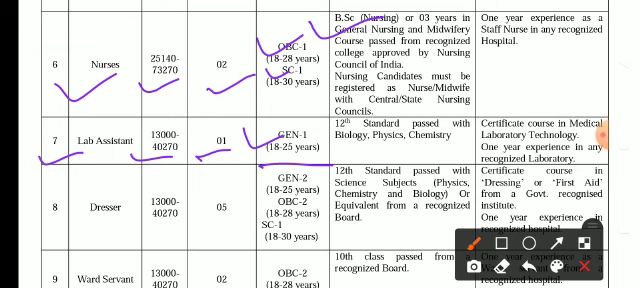 B.Sc (Nursing) or 03 years in
General Nursing and Midwifery
Course passed from recognized
college approved by Nursing
Council of India.
Nursing Candidates must be
registered as Nurse/Midwife
with Central/State Nursing
Councils.
One year experience as a
Staff Nurse in any recognized
Hospital.
6
Nurses
25140-
73270
02
OBC-1
(18-28 years)
SC-1
(18-30 years)
7
Lab Assistant
13000-
40270
01
GEN-1
(18-25 years)
12th Standard passed with
Biology, Physics, Chemistry
Certificate course in Medical
Laboratory Technology.
One year experience in any
recognized Laboratory.
8
Dresser
13000-
40270
05
GEN-2
(18-25 years)
OBC-2
(18-28 years)
SC-1
(18-30 years)
12th Standard passed with
Science Subjects (Physics,
Chemistry and Biology) Or
Equivalent from a recognized
Board.
Certificate course in
‘Dressing’ or ‘First Aid’
from a Govt. recognised
institute.
One year experience in
recognized hospital.
9
Ward Servant
13000-
40270
02
OBC-2
(18-28 years)
10th class passed from a
recognized Board.
One year experience as a
recognized hospital.